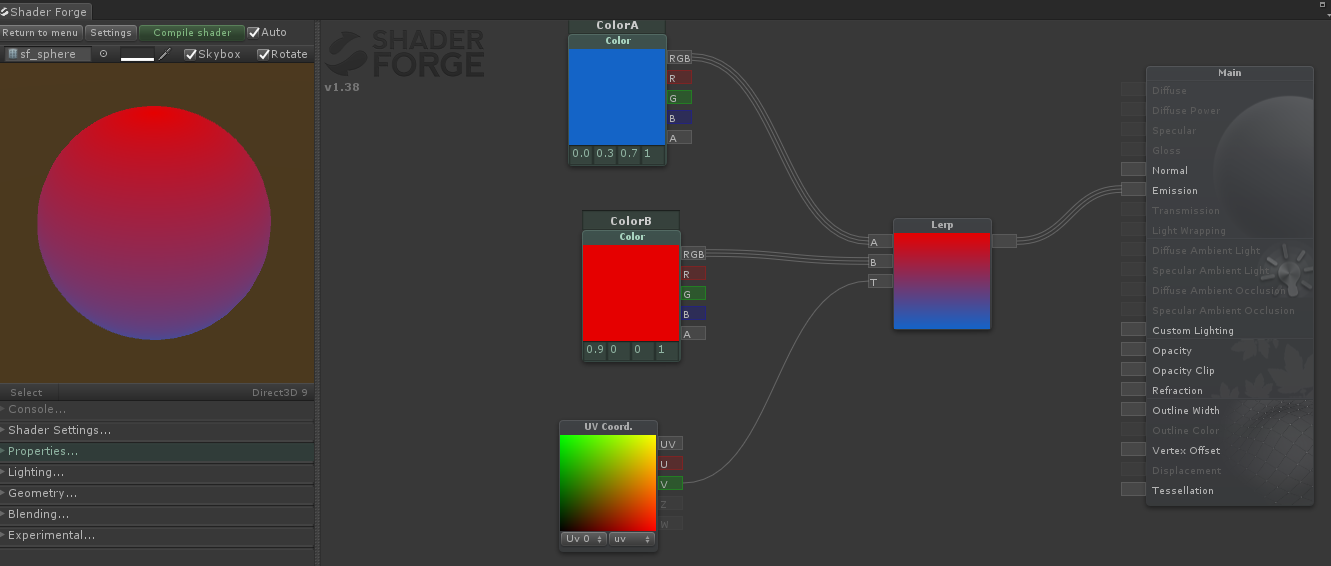 Shader Forge
Return to menu Settings Compile shader Auto
sf_sphere Skybox Rotate
Select Direct3D 9
Console...
Shader Settings...
Properties...
Lighting...
Geometry...
Blending...
Experimental...
SHADER
FORGE
v1.38
ColorA
Color
RGB
R
G
B
A
0.0 0.3 0.7 1
ColorB
Color
RGB
R
G
B
A
0.9 0 0 1
UV Coord.
UV
U
V
Z
W
Uv 0 uv
Lerp
A
B
T
Main
Diffuse
Diffuse Power
Specular
Gloss
Normal
Emission
Transmission
Light Wrapping
Diffuse Ambient Light
Specular Ambient Light
Diffuse Ambient Occlusion
Specular Ambient Occlusion
Custom Lighting
Opacity
Opacity Clip
Refraction
Outline Width
Outline Color
Vertex Offset
Displacement
Tessellation